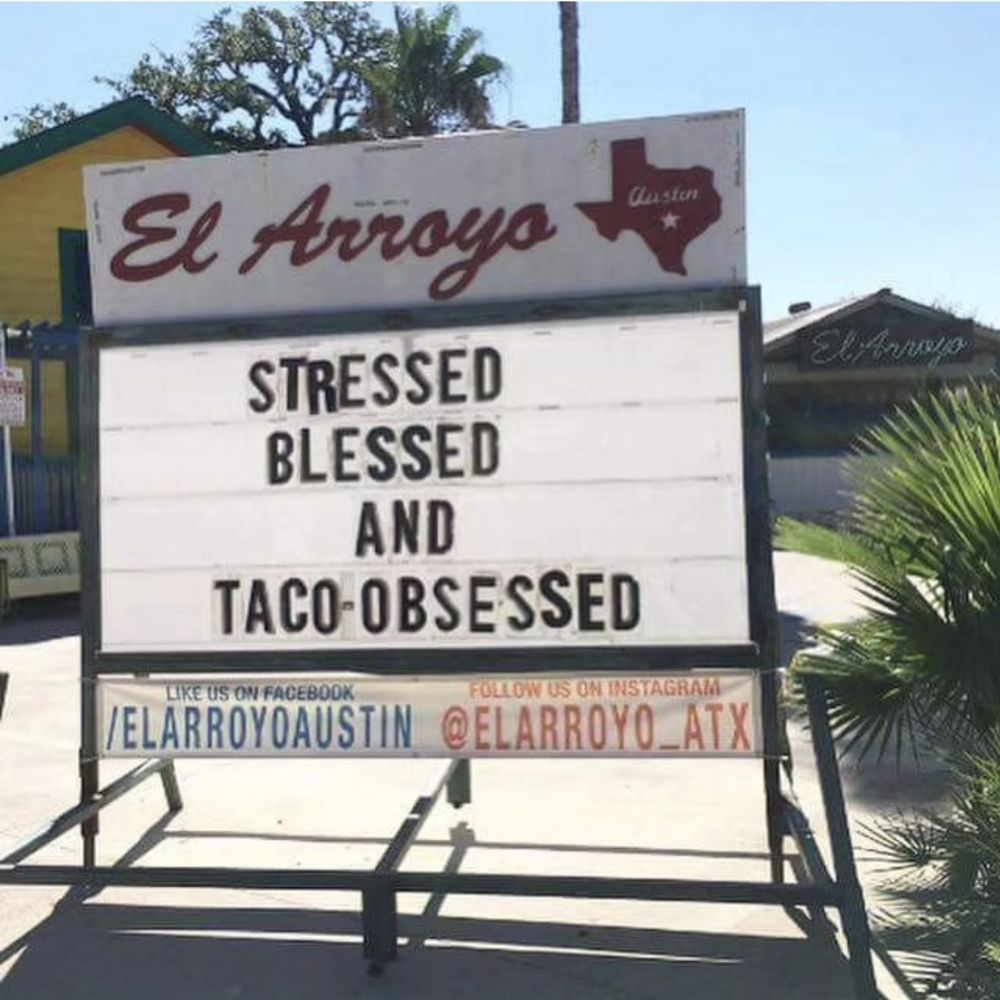 El Arroyo
Austin
El Arroyo
STRESSED
BLESSED
AND
TACO-OBSESSED
LIKE US ON FACEBOOK
/ELARROYOAUSTIN
FOLLOW US ON INSTAGRAM
@ELARROYO_ATX